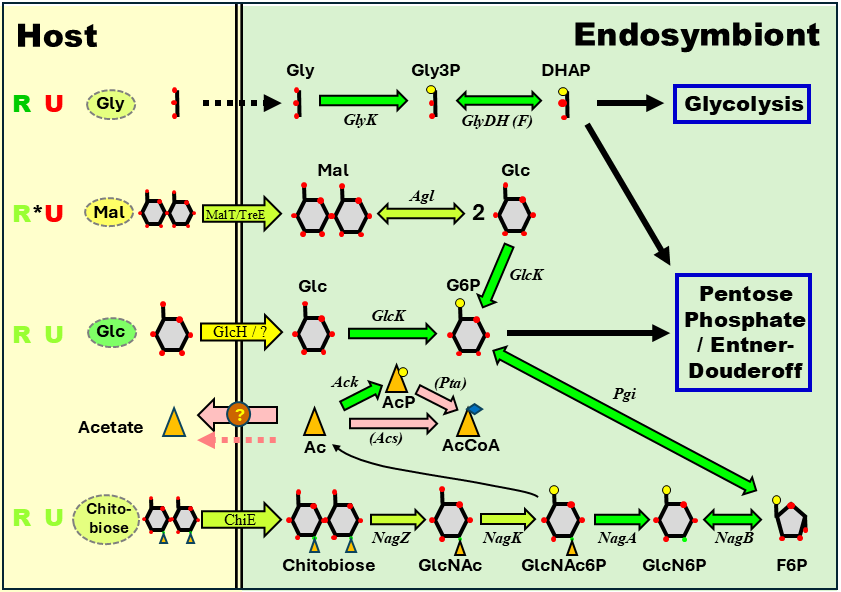 Host
Endosymbiont
Gly
Gly3P
DHAP
R U
Gly
GlyK
GlyDH (F)
Glycolysis
Mal
Glc
R*U
Mal
MalT/TreE
Agl
2
GlcK
Glc
G6P
R U
Glc
GlcH / ?
GlcK
Pentose
Phosphate
/ Entner-
Douderoff
Ack
(Pta)
Pgi
AcP
Acetate
?
Ac
(Acs)
AcCoA
R U
Chito-
biose
ChiE
NagZ
NagK
NagA
NagB
Chitobiose
GlcNAc
GlcNAc6P
GlcN6P
F6P